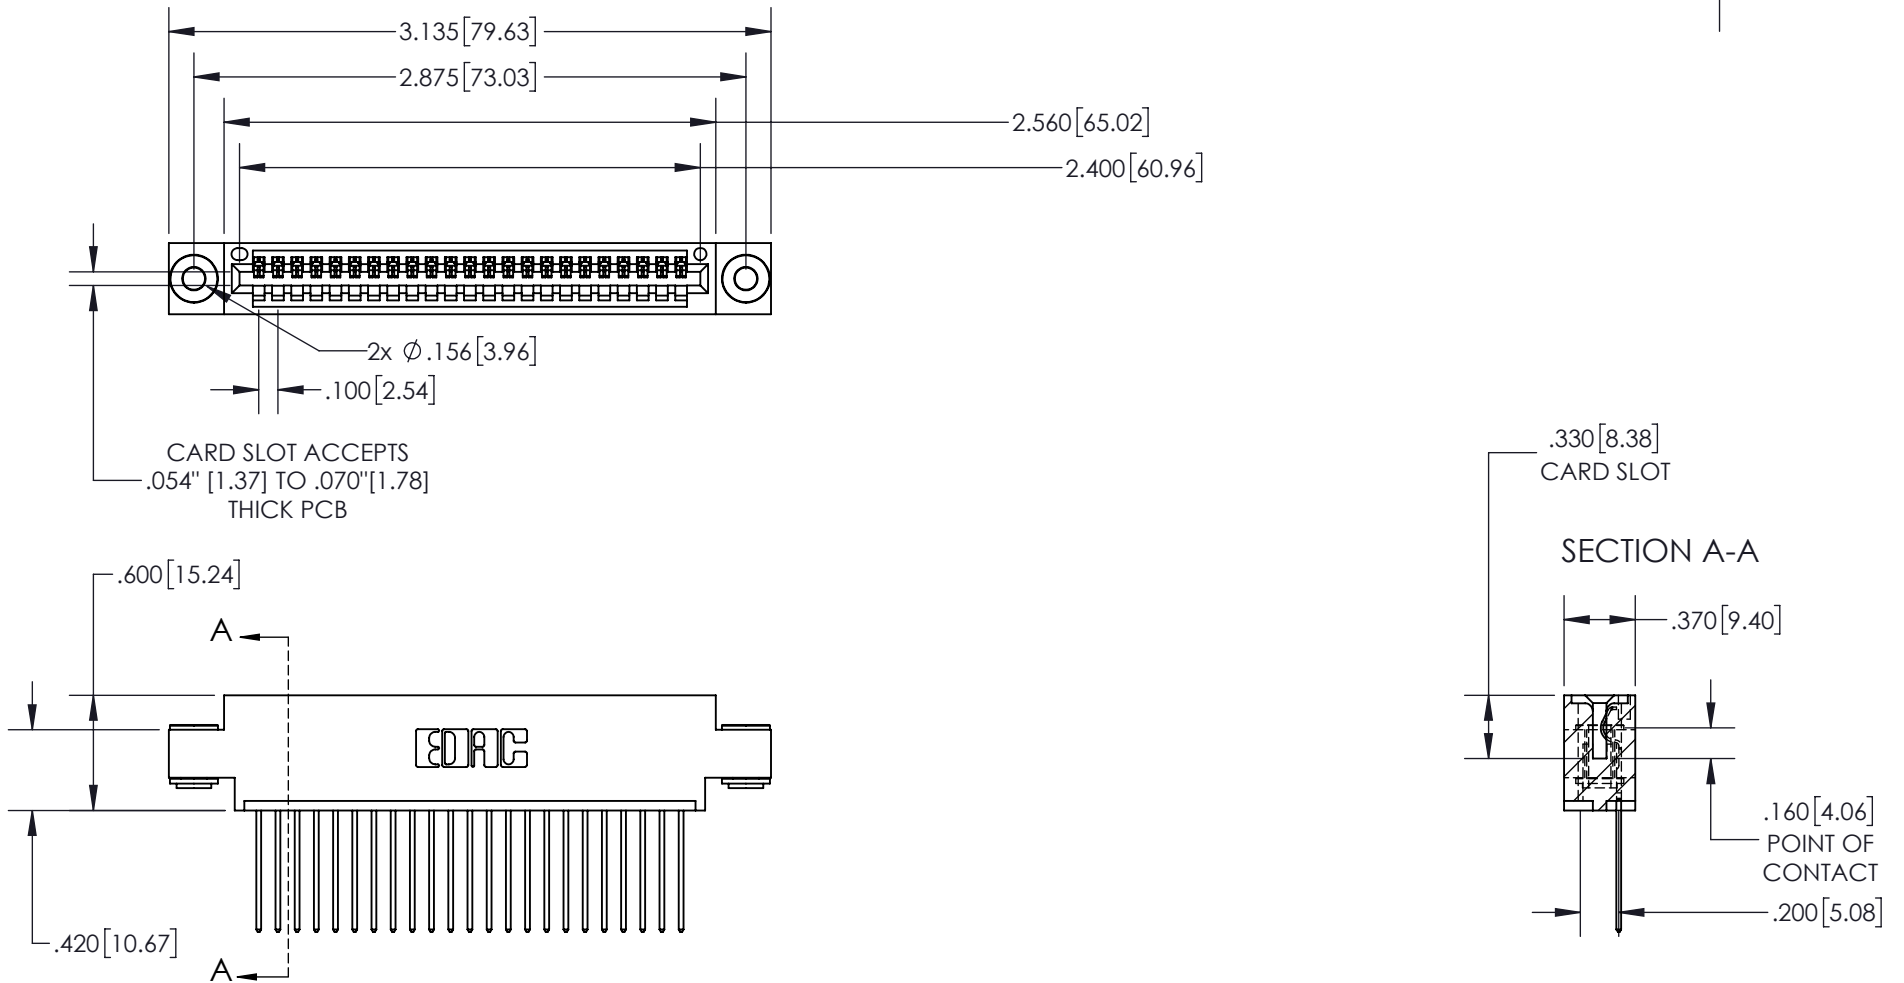 3.135[79.63]
2.875[73.03]
2.560[65.02]
2.400[60.96]
2x Ø.156[3.96]
.100[2.54]
CARD SLOT ACCEPTS
.054" [1.37] TO .070"[1.78]
THICK PCB
.330[8.38]
CARD SLOT
SECTION A-A
.600[15.24]
A
.370[9.40]
EDAC
.160[4.06]
POINT OF
CONTACT
.200[5.08]
.420[10.67]
A